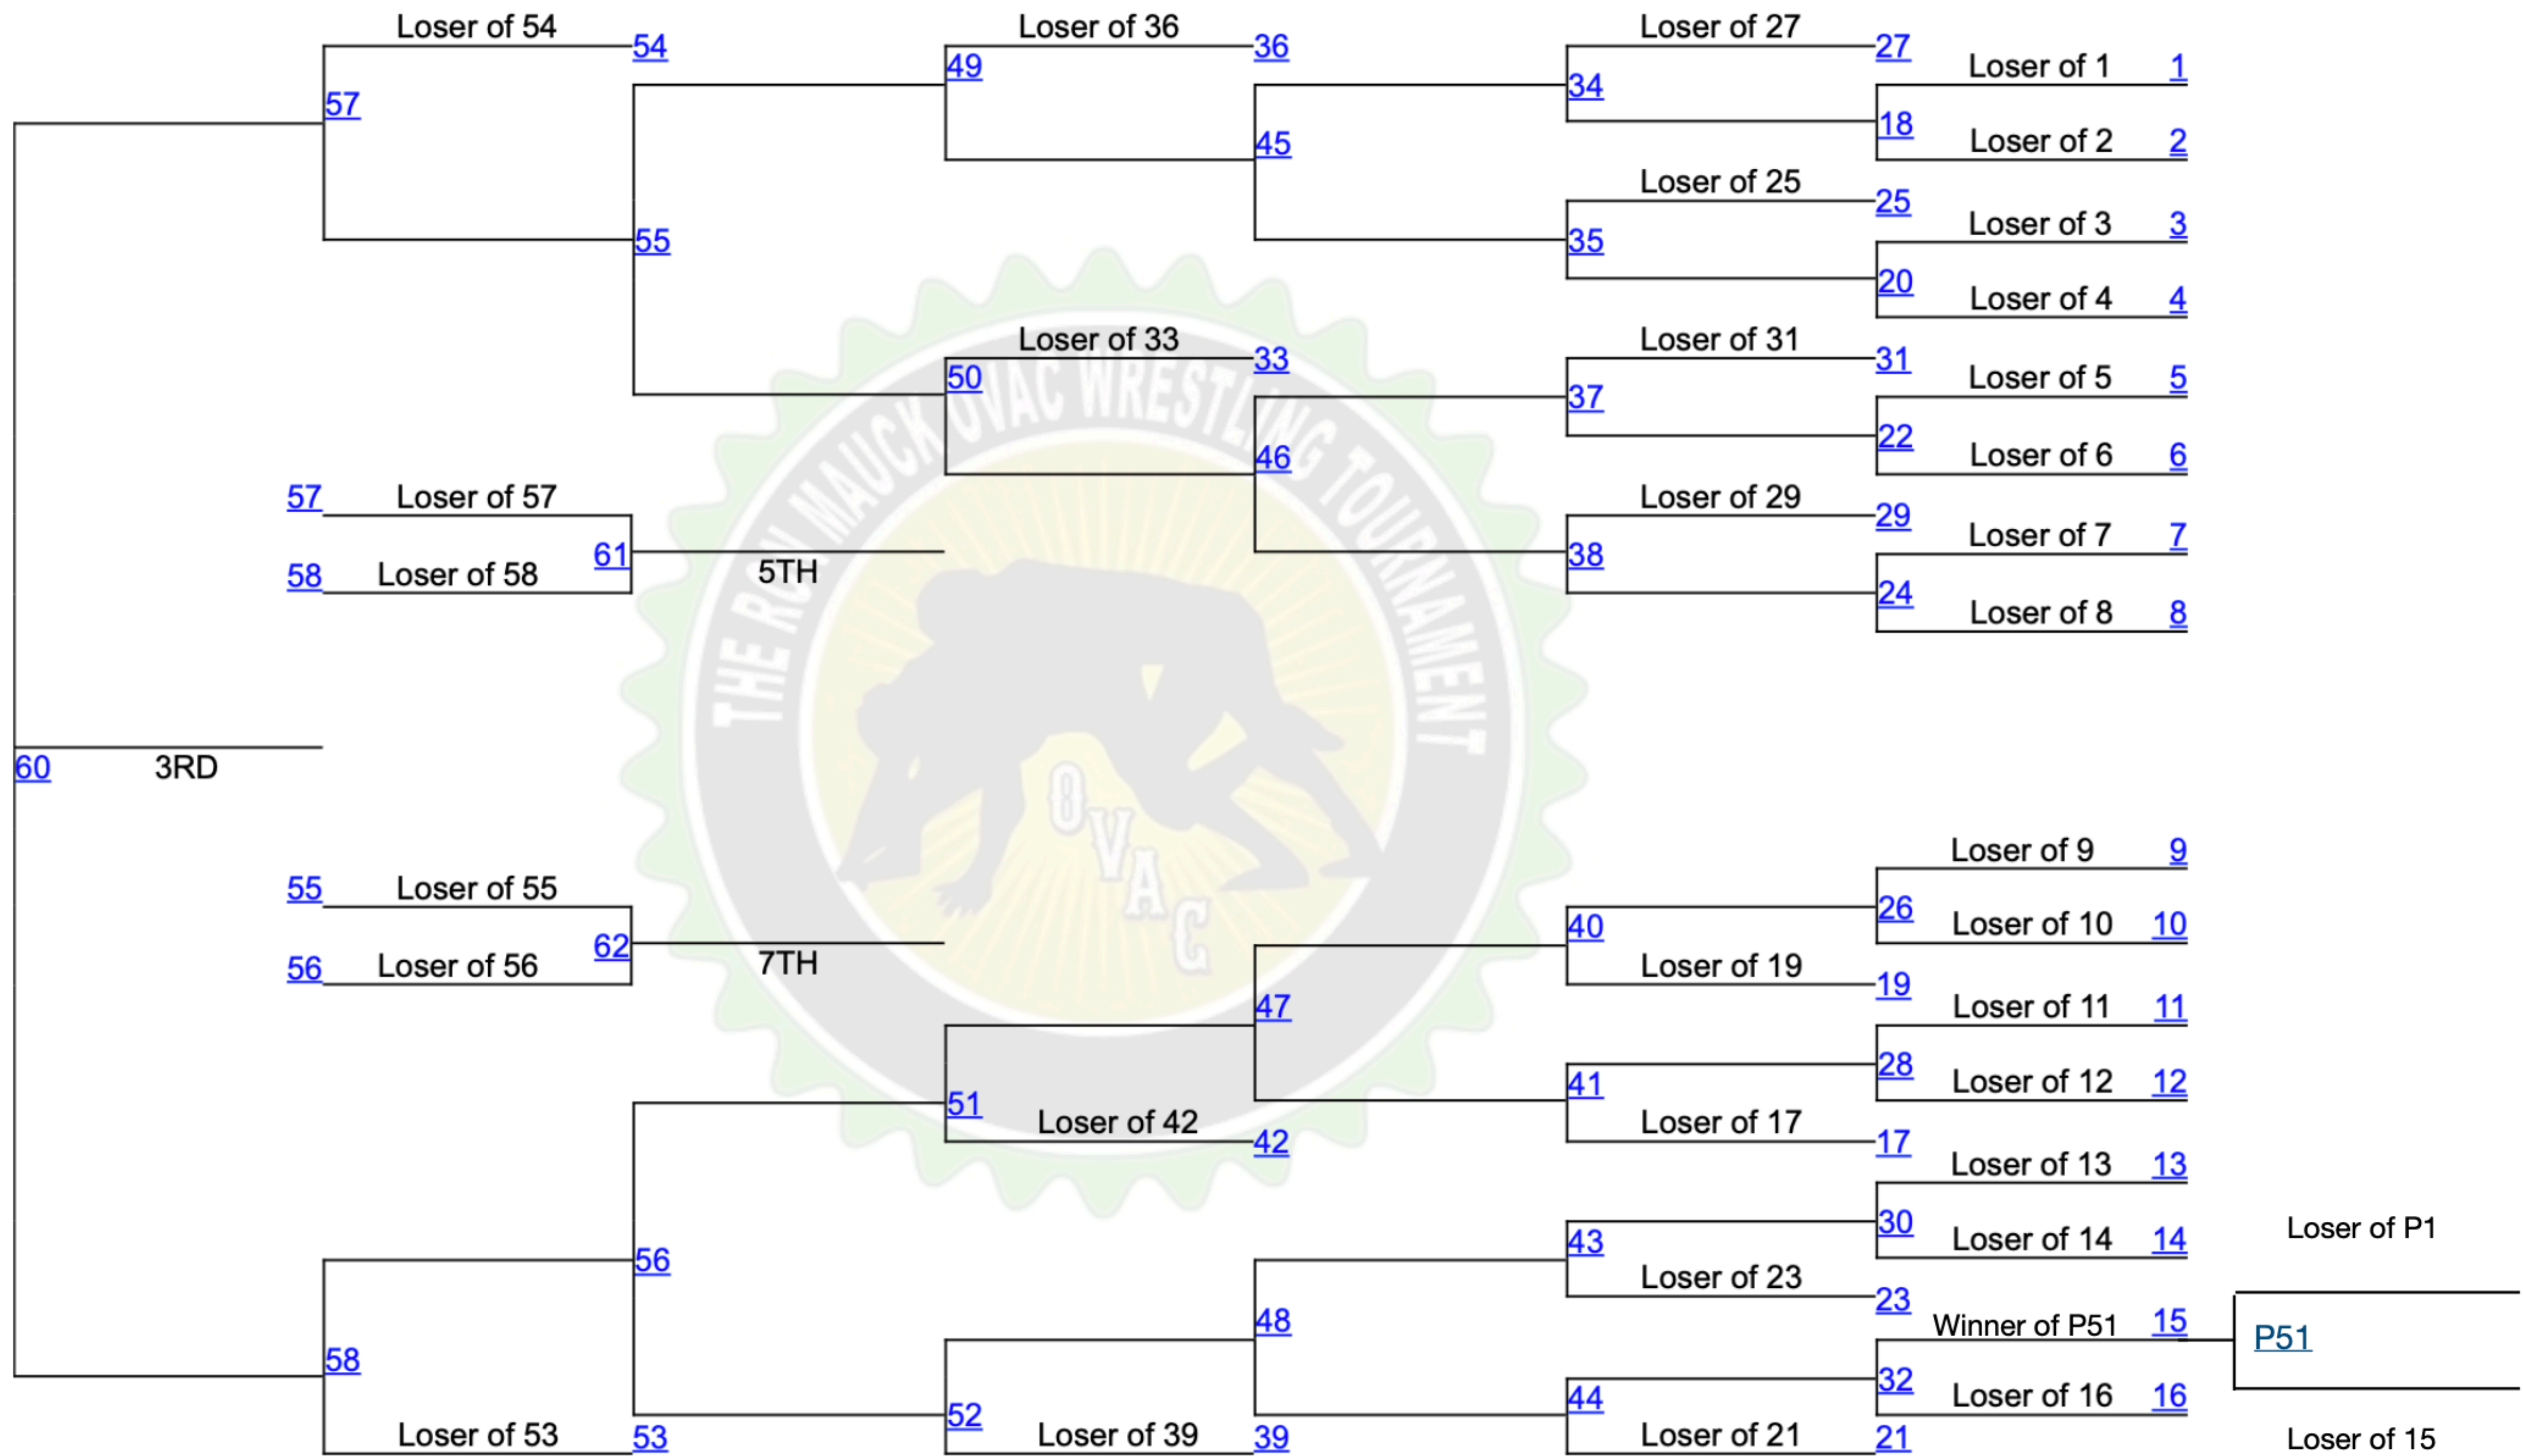 Loser of 54 54 Loser of 36 36 Loser of 27 27
49 Loser of 1 1
57 34
18
45 Loser of 2 2
Loser of 25 25
Loser of 3 3
55 35
20
Loser of 4 4
Loser of 33 33 Loser of 31 31
50 Loser of 5 5
37
22
46 Loser of 6 6
57 Loser of 57 Loser of 29 29
Loser of 7 7
61 38
58 Loser of 58 5TH
24
Loser of 8 8
THE RON MAUCK OVAC WRESTLING TOURNAMENT
60 3RD
OVAC
Loser of 9 9
55 Loser of 55 26
40 Loser of 10 10
62
56 Loser of 56 7TH Loser of 19 19
47 Loser of 11 11
28
41 Loser of 12 12
51
Loser of 42 42 Loser of 17 17
Loser of 13 13
30 Loser of P1
43 Loser of 14 14
56
Loser of 23 23
48 Winner of P51 15
P51
58
32
44 Loser of 16 16
52
Loser of 53 53 Loser of 39 39 Loser of 21 21 Loser of 15